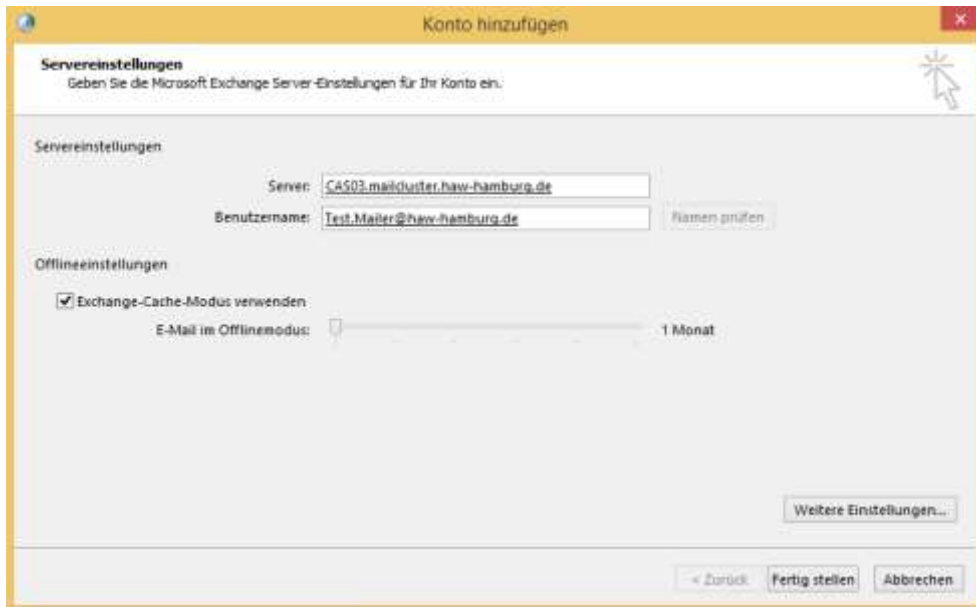 Konto hinzufügen
Servereinstellungen
Geben Sie die Microsoft Exchange Server-Einstellungen für Ihr Konto ein.
Servereinstellungen
Server: CAS03.mailcluster.haw-hamburg.de
Benutzername: Test.Mailer@haw-hamburg.de Namen prüfen
Offlineeinstellungen
Exchange-Cache-Modus verwenden
E-Mail im Offlinemodus: 1 Monat
Weitere Einstellungen...
< Zurück Fertig stellen Abbrechen